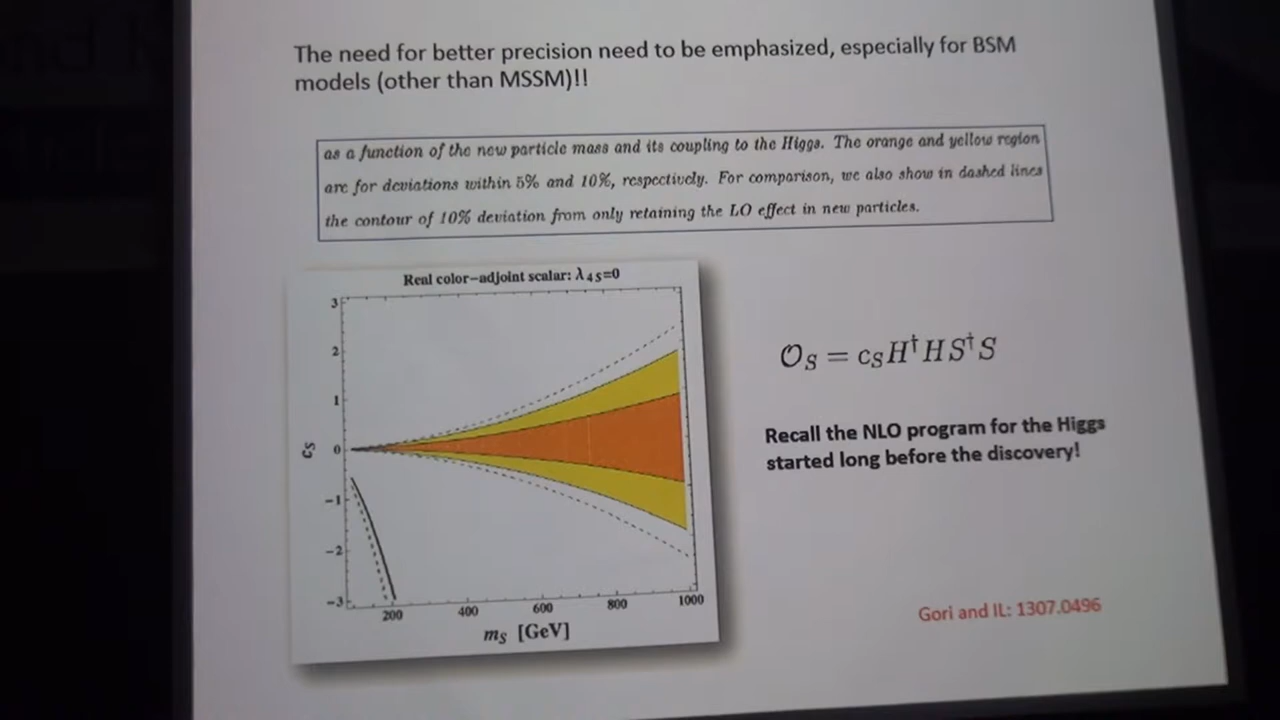 The need for better precision need to be emphasized, especially for BSM
models (other than MSSM)!!
as a function of the new particle mass and its coupling to the Higgs. The orange and yellow region
are for deviations within 5% and 10%, respectively. For comparison, we also show in dashed lines
the contour of 10% deviation from only retaining the LO effect in new particles.
Real color-adjoint scalar: λ4S=0
3
2
1
0
-1
-2
-3
cS
200 400 600 800 1000
mS [GeV]
OS = cSH†HS†S
Recall the NLO program for the Higgs
started long before the discovery!
Gori and IL: 1307.0496